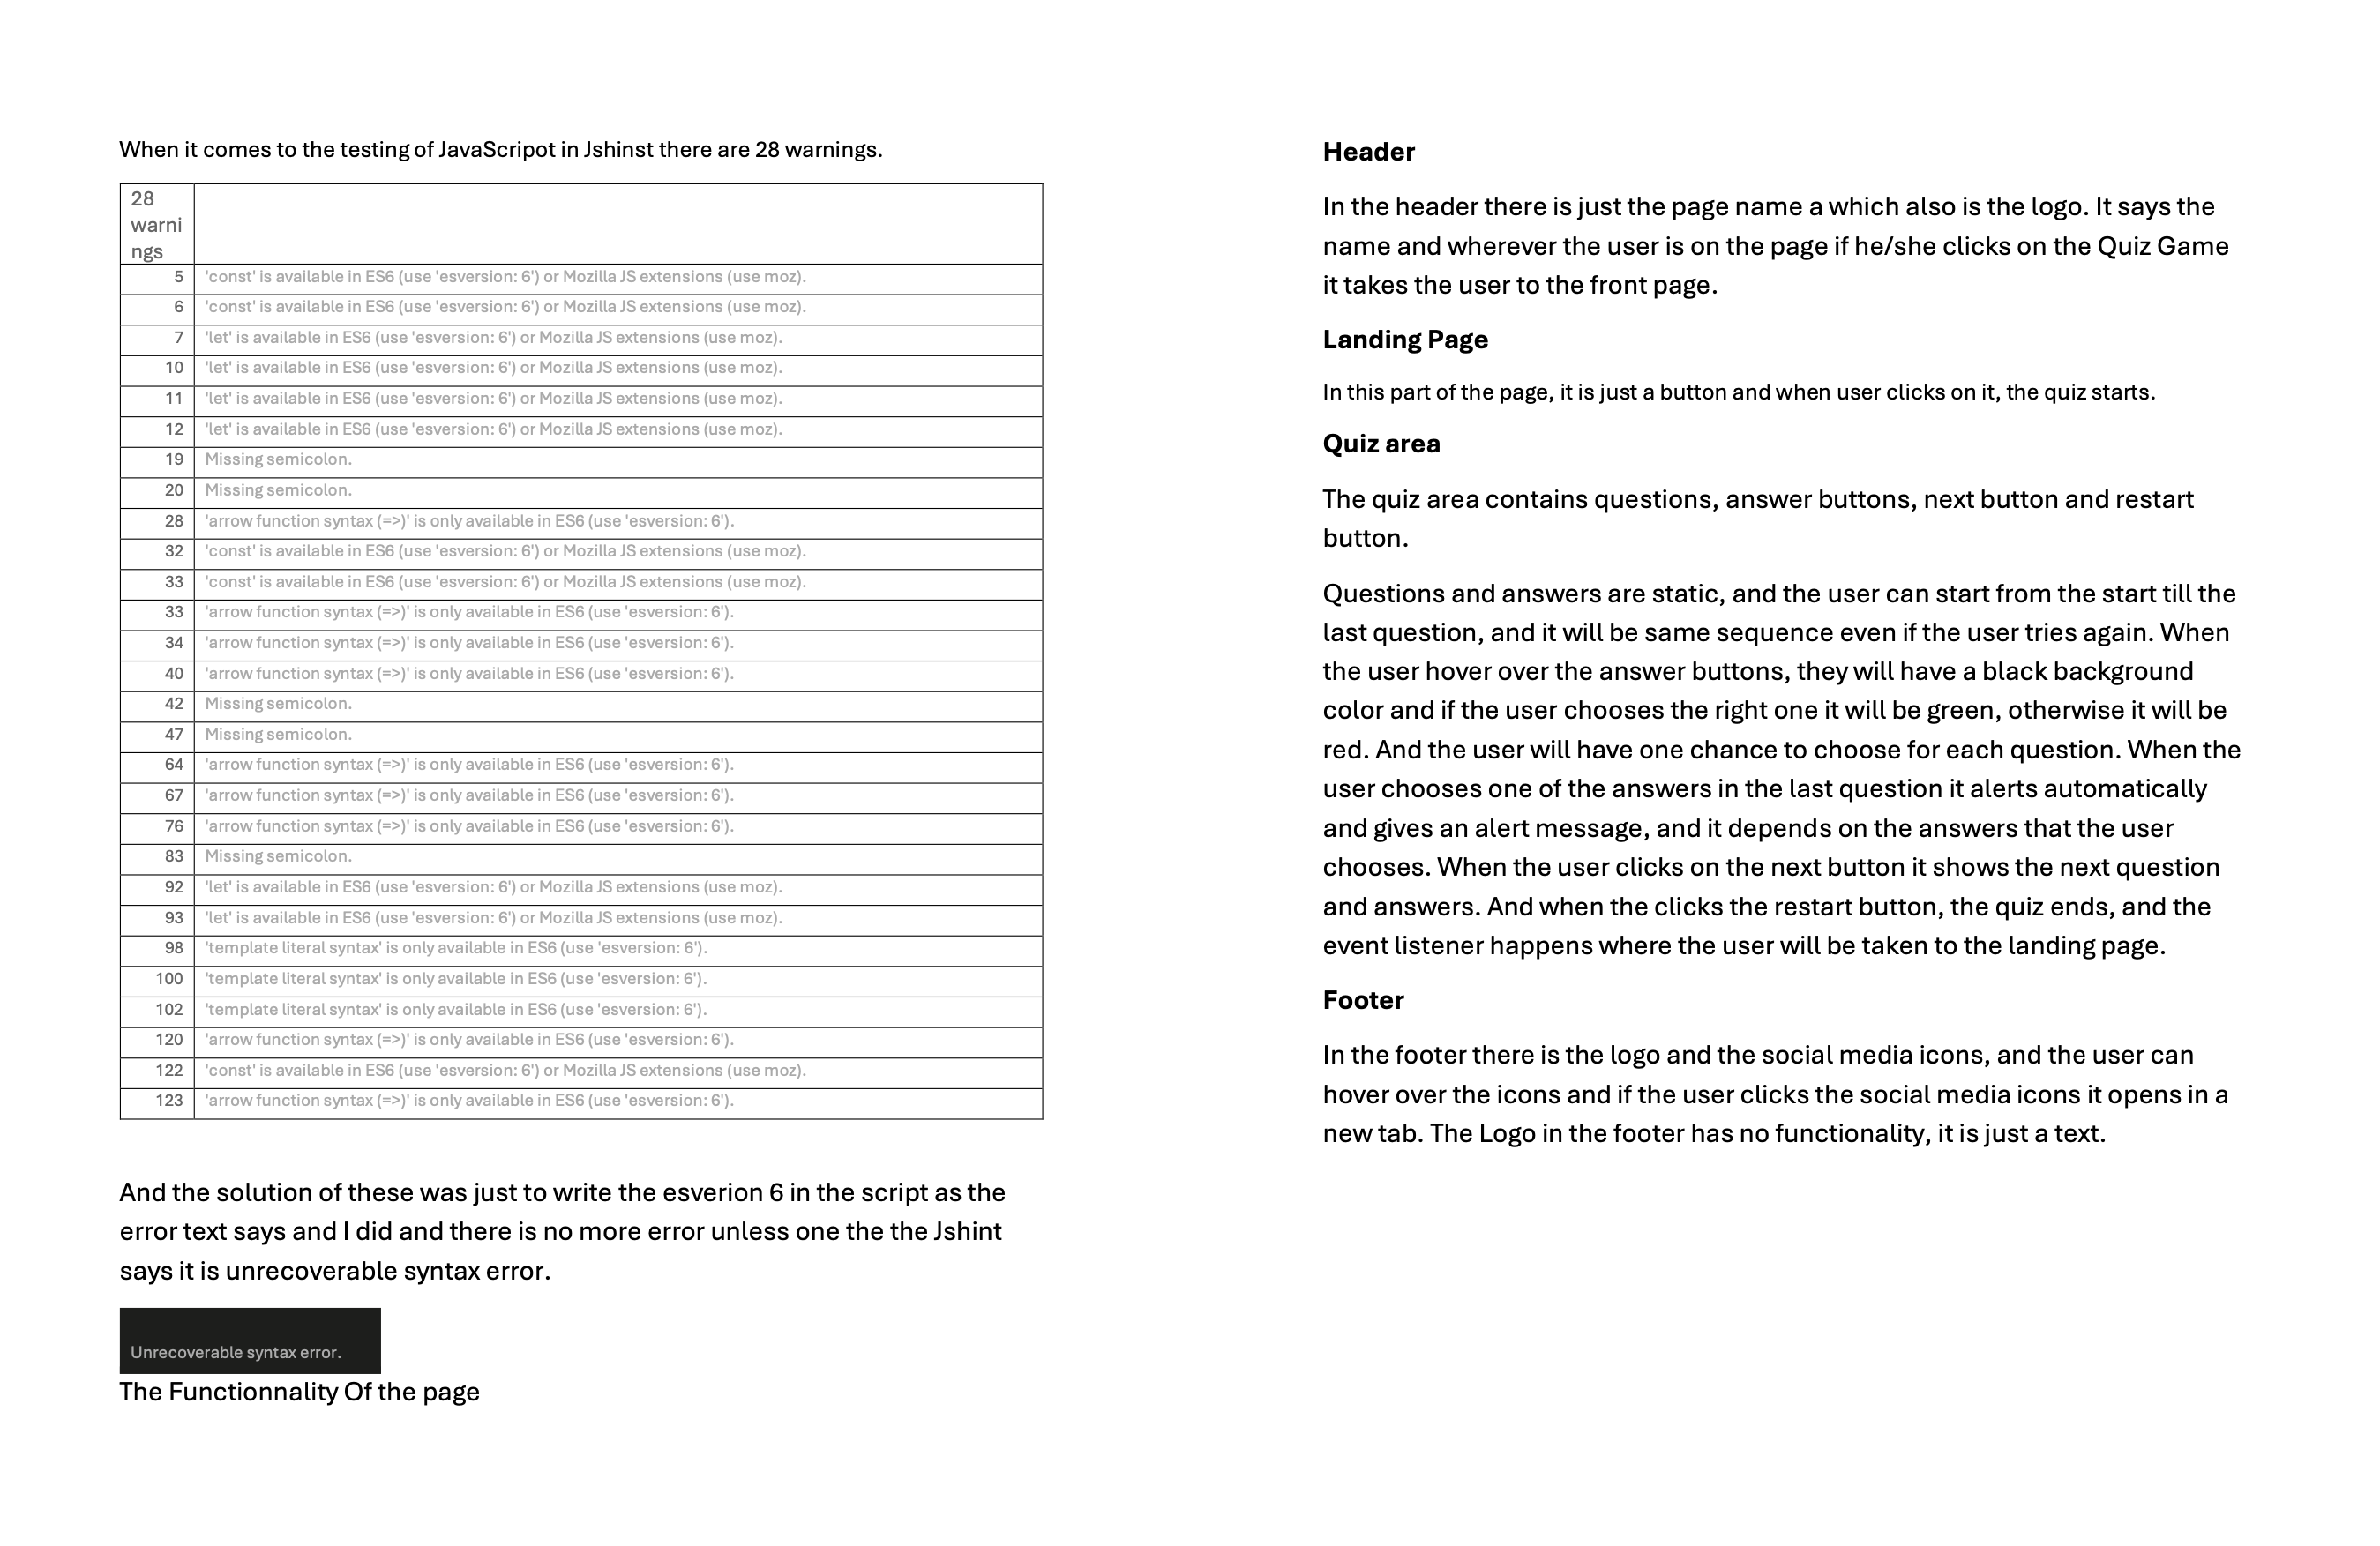 When it comes to the testing of JavaScripot in Jshinst there are 28 warnings.
28
warni
ngs
5 'const' is available in ES6 (use 'esversion: 6') or Mozilla JS extensions (use moz).
6 'const' is available in ES6 (use 'esversion: 6') or Mozilla JS extensions (use moz).
7 'let' is available in ES6 (use 'esversion: 6') or Mozilla JS extensions (use moz).
10 'let' is available in ES6 (use 'esversion: 6') or Mozilla JS extensions (use moz).
11 'let' is available in ES6 (use 'esversion: 6') or Mozilla JS extensions (use moz).
12 'let' is available in ES6 (use 'esversion: 6') or Mozilla JS extensions (use moz).
19 Missing semicolon.
20 Missing semicolon.
28 'arrow function syntax (=>)' is only available in ES6 (use 'esversion: 6').
32 'const' is available in ES6 (use 'esversion: 6') or Mozilla JS extensions (use moz).
33 'const' is available in ES6 (use 'esversion: 6') or Mozilla JS extensions (use moz).
33 'arrow function syntax (=>)' is only available in ES6 (use 'esversion: 6').
34 'arrow function syntax (=>)' is only available in ES6 (use 'esversion: 6').
40 'arrow function syntax (=>)' is only available in ES6 (use 'esversion: 6').
42 Missing semicolon.
47 Missing semicolon.
64 'arrow function syntax (=>)' is only available in ES6 (use 'esversion: 6').
67 'arrow function syntax (=>)' is only available in ES6 (use 'esversion: 6').
76 'arrow function syntax (=>)' is only available in ES6 (use 'esversion: 6').
83 Missing semicolon.
92 'let' is available in ES6 (use 'esversion: 6') or Mozilla JS extensions (use moz).
93 'let' is available in ES6 (use 'esversion: 6') or Mozilla JS extensions (use moz).
98 'template literal syntax' is only available in ES6 (use 'esversion: 6').
100 'template literal syntax' is only available in ES6 (use 'esversion: 6').
102 'template literal syntax' is only available in ES6 (use 'esversion: 6').
120 'arrow function syntax (=>)' is only available in ES6 (use 'esversion: 6').
122 'const' is available in ES6 (use 'esversion: 6') or Mozilla JS extensions (use moz).
123 'arrow function syntax (=>)' is only available in ES6 (use 'esversion: 6').
And the solution of these was just to write the esverion 6 in the script as the
error text says and I did and there is no more error unless one the the Jshint
says it is unrecoverable syntax error.
Unrecoverable syntax error.
The Functionnality Of the page
Header
In the header there is just the page name a which also is the logo. It says the
name and wherever the user is on the page if he/she clicks on the Quiz Game
it takes the user to the front page.
Landing Page
In this part of the page, it is just a button and when user clicks on it, the quiz starts.
Quiz area
The quiz area contains questions, answer buttons, next button and restart
button.
Questions and answers are static, and the user can start from the start till the
last question, and it will be same sequence even if the user tries again. When
the user hover over the answer buttons, they will have a black background
color and if the user chooses the right one it will be green, otherwise it will be
red. And the user will have one chance to choose for each question. When the
user chooses one of the answers in the last question it alerts automatically
and gives an alert message, and it depends on the answers that the user
chooses. When the user clicks on the next button it shows the next question
and answers. And when the clicks the restart button, the quiz ends, and the
event listener happens where the user will be taken to the landing page.
Footer
In the footer there is the logo and the social media icons, and the user can
hover over the icons and if the user clicks the social media icons it opens in a
new tab. The Logo in the footer has no functionality, it is just a text.